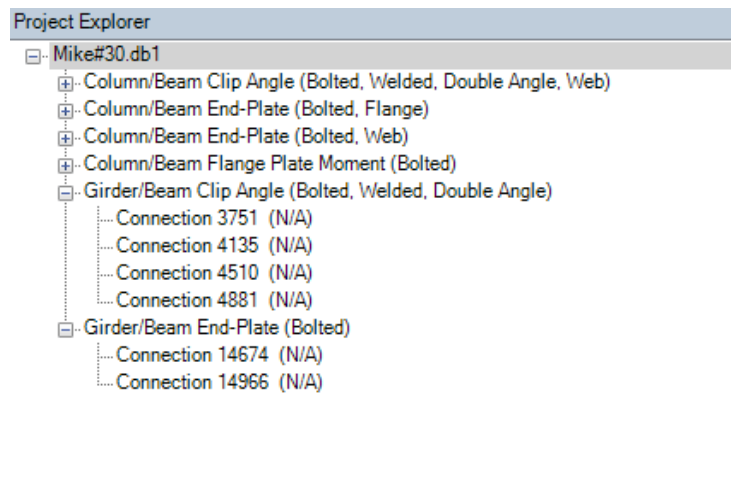 Project Explorer
Mike#30.db1
Column/Beam Clip Angle (Bolted, Welded, Double Angle, Web)
Column/Beam End-Plate (Bolted, Flange)
Column/Beam End-Plate (Bolted, Web)
Column/Beam Flange Plate Moment (Bolted)
Girder/Beam Clip Angle (Bolted, Welded, Double Angle)
Connection 3751 (N/A)
Connection 4135 (N/A)
Connection 4510 (N/A)
Connection 4881 (N/A)
Girder/Beam End-Plate (Bolted)
Connection 14674 (N/A)
Connection 14966 (N/A)